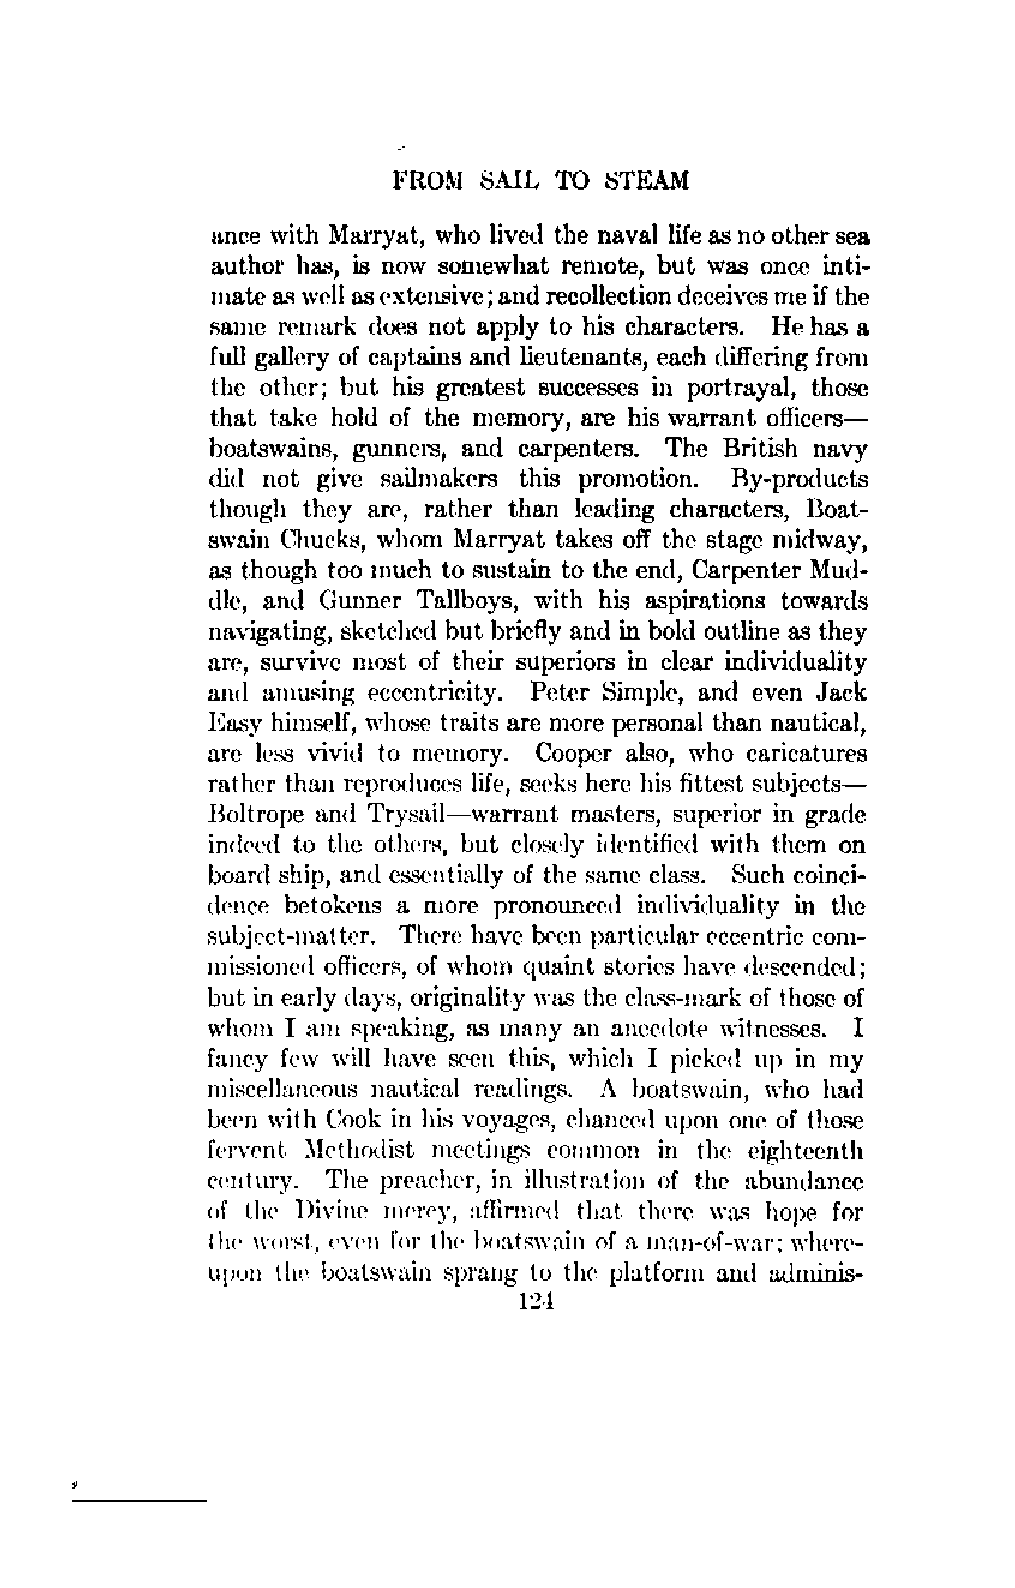 FROM SAIL TO STEAM
ance with Marryat, who lived the naval life as no other sea
author has, is now somewhat remote, but was once inti-
mate as well as extensive; and recollection deceives me if the
same remark does not apply to his characters. He has a
full gallery of captains and lieutenants, each differing from
the other; but his greatest successes in portrayal, those
that take hold of the memory, are his warrant officers—
boatswains, gunners, and carpenters. The British navy
did not give sailmakers this promotion. By-products
though they are, rather than leading characters, Boat-
swain Chucks, whom Marryat takes off the stage midway,
as though too much to sustain to the end, Carpenter Mud-
dle, and Gunner Tallboys, with his aspirations towards
navigating, sketched but briefly and in bold outline as they
are, survive most of their superiors in clear individuality
and amusing eccentricity. Peter Simple, and even Jack
Easy himself, whose traits are more personal than nautical,
are less vivid to memory. Cooper also, who caricatures
rather than reproduces life, seeks here his fittest subjects—
Boltrope and Trysail—warrant masters, superior in grade
indeed to the others, but closely identified with them on
board ship, and essentially of the same class. Such coinci-
dence betokens a more pronounced individuality in the
subject-matter. There have been particular eccentric com-
missioned officers, of whom quaint stories have descended;
but in early days, originality was the class-mark of those of
whom I am speaking, as many an anecdote witnesses. I
fancy few will have seen this, which I picked up in my
miscellaneous nautical readings. A boatswain, who had
been with Cook in his voyages, chanced upon one of those
fervent Methodist meetings common in the eighteenth
century. The preacher, in illustration of the abundance
of the Divine mercy, affirmed that there was hope for
the worst, even for the boatswain of a man-of-war; where-
upon the boatswain sprang to the platform and adminis-
124